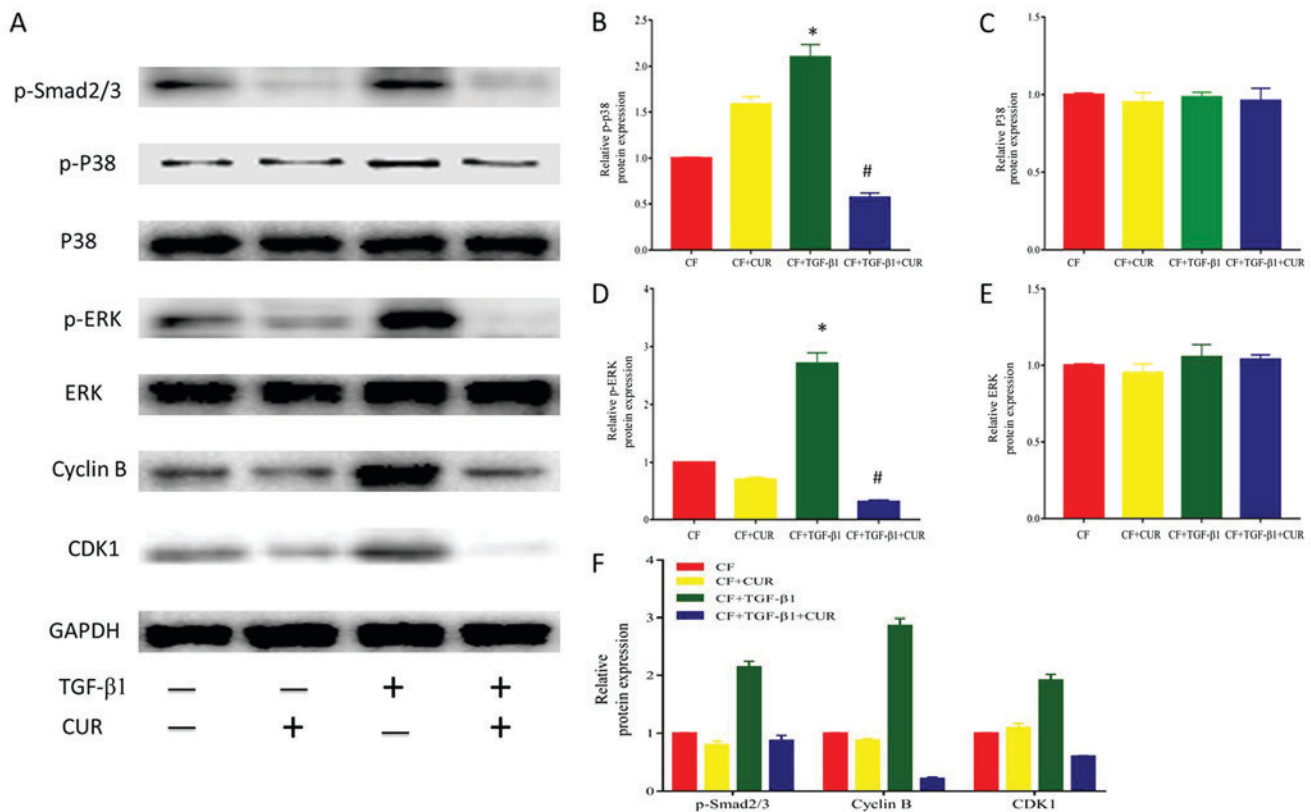 A
p-Smad2/3
p-P38
P38
p-ERK
ERK
Cyclin B
CDK1
GAPDH
TGF-β1 — — + +
CUR — + — +
B
Relative p-p38
protein expression
2.5
2.0
1.5
1.0
0.5
0.0
*
#
CF CF+CUR CF+TGF-β1 CF+TGF-β1+CUR
C
Relative P38
protein expression
1.5
1.0
0.5
0.0
CF CF+CUR CF+TGF-β1 CF+TGF-β1+CUR
D
Relative p-ERK
protein expression
4
3
2
1
0
*
#
CF CF+CUR CF+TGF-β1 CF+TGF-β1+CUR
E
Relative ERK
protein expression
1.5
1.0
0.5
0.0
CF CF+CUR CF+TGF-β1 CF+TGF-β1+CUR
F
Relative
protein expression
4
3
2
1
0
CF
CF+CUR
CF+TGF-β1
CF+TGF-β1+CUR
p-Smad2/3 Cyclin B CDK1